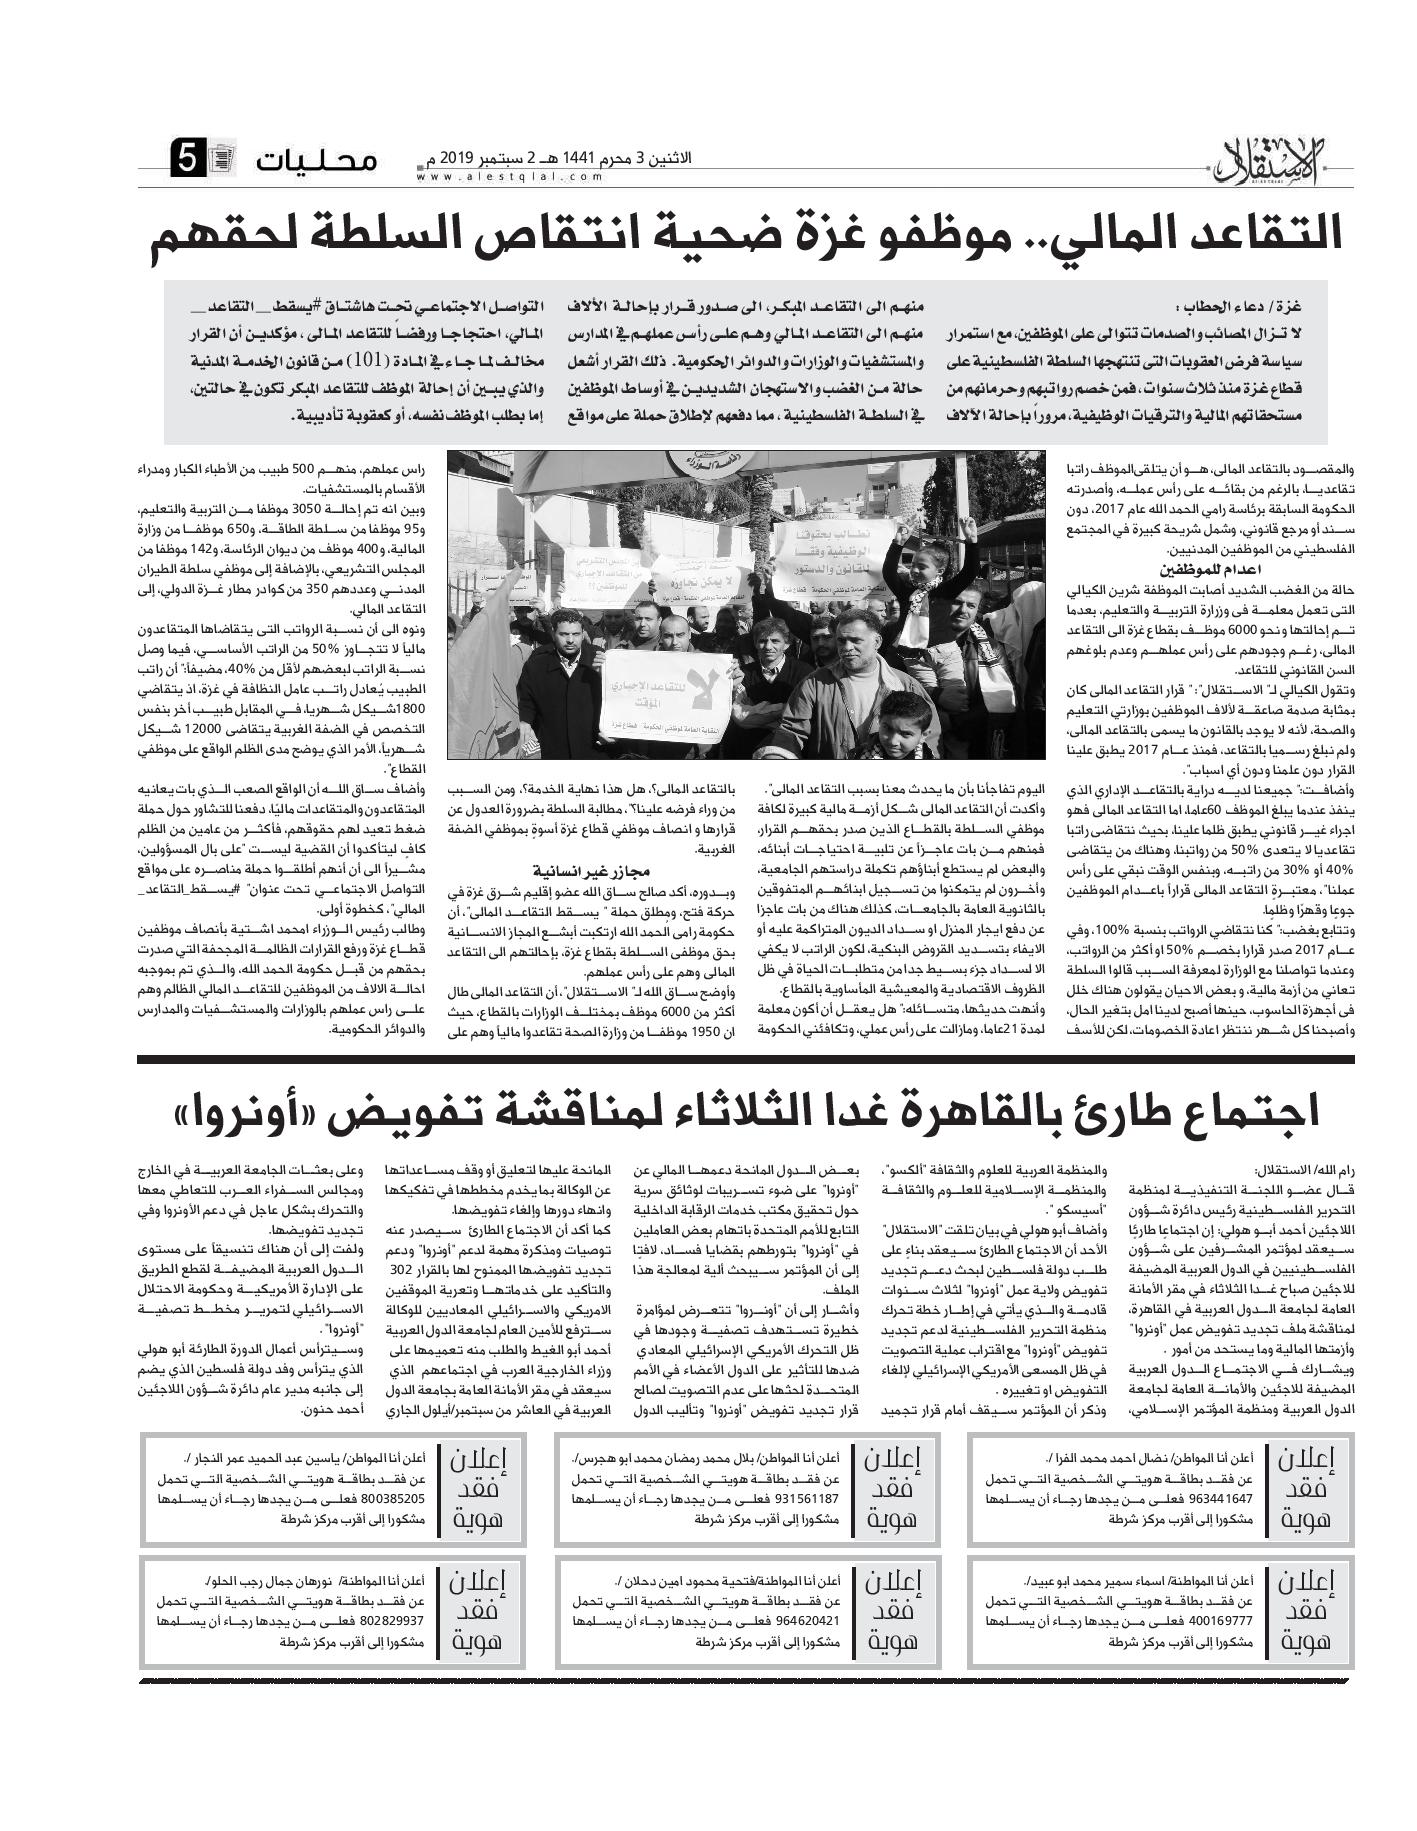 الاستقلال
الاثنين 3 محرم 1441 هـ 2 سبتمبر 2019 م
www.alestqlal.com
محليات
5
التقاعد المالي.. موظفو غزة ضحية انتقاص السلطة لحقهم
غزة / دعاء الحطاب :
لا تزال المصائب والصدمات تتوالى على الموظفين، مع استمرار
سياسة فرض العقوبات التى تنتهجها السلطة الفلسطينية على
قطاع غزة منذ ثلاث سنوات، فمن خصم رواتبهم وحرمانهم من
مستحقاتهم المالية والترقيات الوظيفية، مروراً بإحالة الآلاف
منهم الى التقاعد المبكر، الى صدور قرار بإحالة الألاف
منهم الى التقاعد المالي وهم على رأس عملهم في المدارس
والمستشفيات والوزارات والدوائر الحكومية. ذلك القرار أشعل
حالة من الغضب والاستهجان الشديدين في أوساط الموظفين
في السلطة الفلسطينية ، مما دفعهم لإطلاق حملة على مواقع
التواصل الاجتماعي تحت هاشتاق #يسقط__التقاعد__
المالي، احتجاجا ورفضاً للتقاعد المالى ، مؤكدين أن القرار
مخالف لما جاء في المادة (101) من قانون الخدمة المدنية
والذي يبين أن إحالة الموظف للتقاعد المبكر تكون في حالتين،
إما بطلب الموظف نفسه، أو كعقوبة تأديبية.
والمقصود بالتقاعد المالى، هو أن يتلقى الموظف راتبا
تقاعديا، بالرغم من بقائه على رأس عمله، وأصدرته
الحكومة السابقة برئاسة رامي الحمد الله عام 2017، دون
سند أو مرجع قانوني، وشمل شريحة كبيرة في المجتمع
الفلسطيني من الموظفين المدنيين.
اعدام للموظفين
حالة من الغضب الشديد أصابت الموظفة شرين الكيالي
التى تعمل معلمة فى وزارة التربية والتعليم، بعدما
تم إحالتها ونحو 6000 موظف بقطاع غزة الى التقاعد
المالى، رغم وجودهم على رأس عملهم وعدم بلوغهم
السن القانوني للتقاعد.
وتقول الكيالي لـ" الاستقلال": " قرار التقاعد المالى كان
بمثابة صدمة صاعقة لألاف الموظفين بوزارتي التعليم
والصحة، لأنه لا يوجد بالقانون ما يسمى بالتقاعد المالى،
ولم نبلغ رسميا بالتقاعد، فمنذ عام 2017 يطبق علينا
القرار دون علمنا ودون أي اسباب".
وأضافت:" جميعنا لديه دراية بالتقاعد الإداري الذي
ينفذ عندما يبلغ الموظف 60عاما، اما التقاعد المالى فهو
اجراء غير قانوني يطبق ظلما علينا، بحيث نتقاضى راتبا
تقاعديا لا يتعدى %50 من رواتبنا، وهناك من يتقاضى
%40 أو %30 من راتبه، وبنفس الوقت نبقي على رأس
عملنا"، معتبرة التقاعد المالى قراراً باعدام الموظفين
جوعا وقهرًا وظلما.
وتتابع بغضب:" كنا نتقاضي الرواتب بنسبة %100، وفي
عام 2017 صدر قرارا بخصم %50 او أكثر من الرواتب،
وعندما تواصلنا مع الوزارة لمعرفة السبب قالوا السلطة
تعاني من أزمة مالية، و بعض الاحيان يقولون هناك خلل
فى أجهزة الحاسوب، حينها أصبح لدينا امل بتغير الحال،
وأصبحنا كل شهر ننتظر اعادة الخصومات، لكن للأسف
نطالب بحقوقنا
الوظيفية وفقا
للقانون والدستور
لا يمكن تجاوزه
لا
للتقاعد الإجباري
المؤقت
النقابة العامة لموظفي الحكومة - قطاع غزة
اليوم تفاجأنا بأن ما يحدث معنا بسبب التقاعد المالى".
وأكدت أن التقاعد المالى شكل أزمة مالية كبيرة لكافة
موظفي السلطة بالقطاع الذين صدر بحقهم القرار،
فمنهم من بات عاجزاً عن تلبية احتياجات أبنائه،
والبعض لم يستطع أبناؤهم تكملة دراستهم الجامعية،
وأخرون لم يتمكنوا من تسجيل ابنائهم المتفوقين
بالثانوية العامة بالجامعات، كذلك هناك من بات عاجزا
عن دفع ايجار المنزل او سداد الديون المتراكمة عليه أو
الايفاء بتسديد القروض البنكية، لكون الراتب لا يكفي
الا لسداد جزء بسيط جدا من متطلبات الحياة في ظل
الظروف الاقتصادية والمعيشية المأساوية بالقطاع.
وأنهت حديثها، متسائله:" هل يعقل أن أكون معلمة
لمدة 21عاما، ومازالت على رأس عملي، وتكافئني الحكومة
بالتقاعد المالى؟، هل هذا نهاية الخدمة؟، ومن السبب
من وراء فرضه علينا؟"، مطالبة السلطة بضرورة العدول عن
قرارها و انصاف موظفي قطاع غزة أسوةٍ بموظفي الضفة
الغربية.
مجازر غير انسانية
وبدوره، أكد صالح ساق الله عضو إقليم شرق غزة في
حركة فتح، ومطلق حملة " يسقط التقاعد المالى"، أن
حكومة رامى الحمد الله ارتكبت أبشع المجاز الانسانية
بحق موظفى السلطة بقطاع غزة، بإحالتهم الى التقاعد
المالى وهم على رأس عملهم.
وأوضح ساق الله لـ" الاستقلال"، أن التقاعد المالى طال
أكثر من 6000 موظف بمختلف الوزارات بالقطاع، حيث
ان 1950 موظفا من وزارة الصحة تقاعدوا مالياً وهم على
راس عملهم، منهم 500 طبيب من الأطباء الكبار ومدراء
الأقسام بالمستشفيات.
وبين انه تم إحالة 3050 موظفا من التربية والتعليم،
و95 موظفا من سلطة الطاقة، و650 موظفا من وزارة
المالية، و400 موظف من ديوان الرئاسة، و142 موظفا من
المجلس التشريعي، بالإضافة إلى موظفي سلطة الطيران
المدني وعددهم 350 من كوادر مطار غزة الدولي، إلى
التقاعد المالي.
ونوه الى أن نسبة الرواتب التى يتقاضاها المتقاعدون
مالياً لا تتجاوز %50 من الراتب الأساسي، فيما وصل
نسبة الراتب لبعضهم لأقل من %40، مضيفاً:" أن راتب
الطبيب يُعادل راتب عامل النظافة في غزة، اذ يتقاضي
1800شيكل شهريا، في المقابل طبيب أخر بنفس
التخصص في الضفة الغربية يتقاضى 12000 شيكل
شهرياً، الأمر الذي يوضح مدى الظلم الواقع على موظفي
القطاع".
وأضاف ساق الله أن الواقع الصعب الذي بات يعانيه
المتقاعدون والمتقاعدات ماليًا، دفعنا للتشاور حول حملة
ضغط تعيد لهم حقوقهم، فأكثر من عامين من الظلم
كافٍ ليتأكدوا أن القضية ليست "على بال المسؤولين،
مشيراً الى أن أنهم أطلقوا حملة مناصره على مواقع
التواصل الاجتماعي تحت عنوان" #يسقط_التقاعد_
المالي"، كخطوة أولى.
وطالب رئيس الوزراء امحمد اشتية بأنصاف موظفين
قطاع غزة ورفع القرارات الظالمة المجحفة التي صدرت
بحقهم من قبل حكومة الحمد الله، والذي تم بموجبه
احالة الالاف من الموظفين للتقاعد المالي الظالم وهم
على راس عملهم بالوزارات والمستشفيات والمدارس
والدوائر الحكومية.
اجتماع طارئ بالقاهرة غدا الثلاثاء لمناقشة تفويض «أونروا»
رام الله/ الاستقلال:
قال عضو اللجنة التنفيذية لمنظمة
التحرير الفلسطينية رئيس دائرة شؤون
اللاجئين أحمد أبو هولي: إن اجتماعا طارئًا
سيعقد لمؤتمر المشرفين على شؤون
الفلسطينيين في الدول العربية المضيفة
للاجئين صباح غدا الثلاثاء في مقر الأمانة
العامة لجامعة الدول العربية في القاهرة،
لمناقشة ملف تجديد تفويض عمل "أونروا"
وأزمتها المالية وما يستحد من أمور .
ويشارك في الاجتماع الدول العربية
المضيفة للاجئين والأمانة العامة لجامعة
الدول العربية ومنظمة المؤتمر الإسلامي،
والمنظمة العربية للعلوم والثقافة "ألكسو"،
والمنظمة الإسلامية للعلوم والثقافة
"أسيسكو ".
وأضاف أبو هولي في بيان تلقت "الاستقلال"
الأحد أن الاجتماع الطارئ سيعقد بناءٍ على
طلب دولة فلسطين لبحث دعم تجديد
تفويض ولاية عمل "أونروا" لثلاث سنوات
قادمة والذي يأتي في إطار خطة تحرك
منظمة التحرير الفلسطينية لدعم تجديد
تفويض "أونروا" مع اقتراب عملية التصويت
في ظل المسعى الأمريكي الإسرائيلي لإلغاء
التفويض او تغييره .
وذكر أن المؤتمر سيقف أمام قرار تجميد
بعض الدول المانحة دعمها المالي عن
"أونروا" على ضوء تسريبات لوثائق سرية
حول تحقيق مكتب خدمات الرقابة الداخلية
التابع للأمم المتحدة باتهام بعض العاملين
في "أونروا" بتورطهم بقضايا فساد، لافتا
إلى أن المؤتمر سيبحث ألية لمعالجة هذا
الملف.
وأشار إلى أن "أونروا" تتعرض لمؤامرة
خطيرة تستهدف تصفية وجودها في
ظل التحرك الأمريكي الإسرائيلي المعادي
ضدها للتأثير على الدول الأعضاء في الأمم
المتحدة لحثها على عدم التصويت لصالح
قرار تجديد تفويض "أونروا" وتأليب الدول
المانحة عليها لتعليق أو وقف مساعداتها
عن الوكالة بما يخدم مخططها في تفكيكها
وانهاء دورها وإلغاء تفويضها.
كما أكد أن الاجتماع الطارئ سيصدر عنه
توصيات ومذكرة مهمة لدعم "أونروا" ودعم
تجديد تفويضها الممنوح لها بالقرار 302
والتأكيد على خدماتها وتعرية الموقفين
الامريكي والاسرائيلي المعاديين للوكالة
سترفع للأمين العام لجامعة الدول العربية
أحمد أبو الغيط والطلب منه تعميمها على
وزراء الخارجية العرب في اجتماعهم الذي
سيعقد في مقر الأمانة العامة بجامعة الدول
العربية في العاشر من سبتمبر/أيلول الجاري
وعلى بعثات الجامعة العربية في الخارج
ومجالس السفراء العرب للتعاطي معها
والتحرك بشكل عاجل في دعم الأونروا وفي
تجديد تفويضها.
ولفت إلى أن هناك تنسيقاً على مستوى
الدول العربية المضيفة لقطع الطريق
على الإدارة الأمريكية وحكومة الاحتلال
الاسرائيلي لتمرير مخطط تصفية
"أونروا".
وسيترأس أعمال الدورة الطارئة أبو هولي
الذي يترأس وفد دولة فلسطين الذي يضم
إلى جانبه مدير عام دائرة شؤون اللاجئين
أحمد حنون.
إعلان
فقد
هوية
أعلن أنا المواطن/ نضال احمد محمد الفرا /.
عن فقد بطاقة هويتي الشخصية التي تحمل
963441647 فعلى من يجدها رجاء أن يسلمها
مشكورا إلى أقرب مركز شرطة
إعلان
فقد
هوية
أعلن أنا المواطن/ بلال محمد رمضان محمد ابو هجرس/.
عن فقد بطاقة هويتي الشخصية التي تحمل
931561187 فعلى من يجدها رجاء أن يسلمها
مشكورا إلى أقرب مركز شرطة
إعلان
فقد
هوية
أعلن أنا المواطن/ ياسين عبد الحميد عمر النجار /.
عن فقد بطاقة هويتي الشخصية التي تحمل
800385205 فعلى من يجدها رجاء أن يسلمها
مشكورا إلى أقرب مركز شرطة
إعلان
فقد
هوية
أعلن أنا المواطنة/ اسماء سمير محمد ابو عبيد/.
عن فقد بطاقة هويتي الشخصية التي تحمل
400169777 فعلى من يجدها رجاء أن يسلمها
مشكورا إلى أقرب مركز شرطة
إعلان
فقد
هوية
أعلن أنا المواطنة/فتحية محمود امين دحلان /.
عن فقد بطاقة هويتي الشخصية التي تحمل
964620421 فعلى من يجدها رجاء أن يسلمها
مشكورا إلى أقرب مركز شرطة
إعلان
فقد
هوية
أعلن أنا المواطنة/ نورهان جمال رجب الحلو/.
عن فقد بطاقة هويتي الشخصية التي تحمل
802829937 فعلى من يجدها رجاء أن يسلمها
مشكورا إلى أقرب مركز شرطة